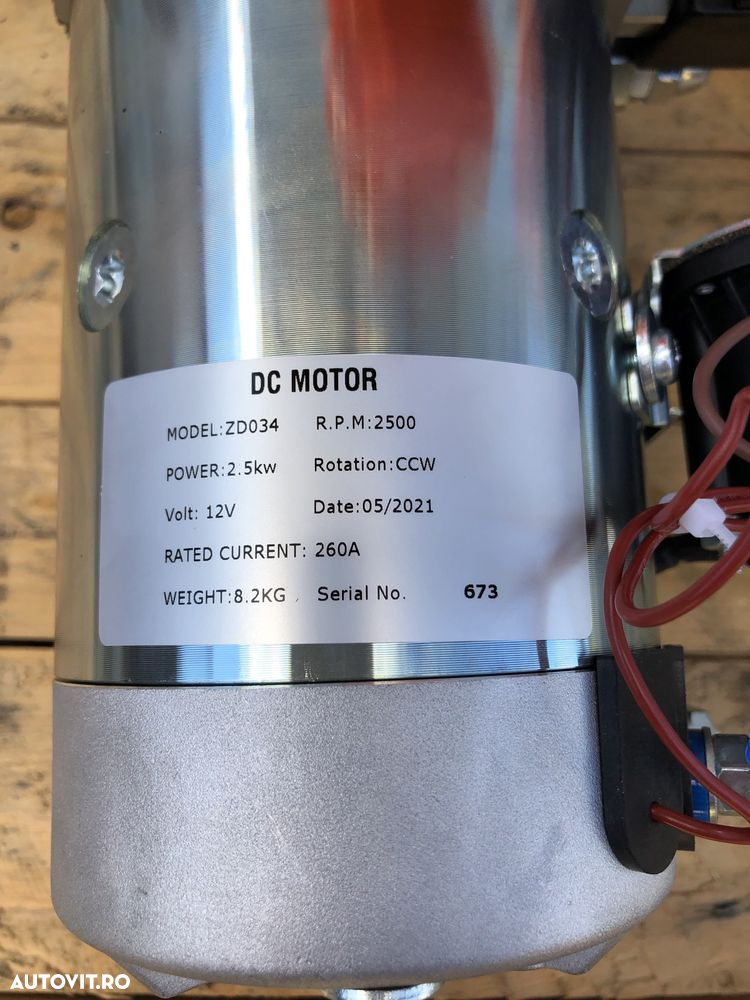 DC MOTOR
MODEL:ZD034 R.P.M:2500
POWER:2.5kw Rotation:CCW
Volt: 12V Date:05/2021
RATED CURRENT: 260A
WEIGHT:8.2KG Serial No. 673
AUTOVIT.RO